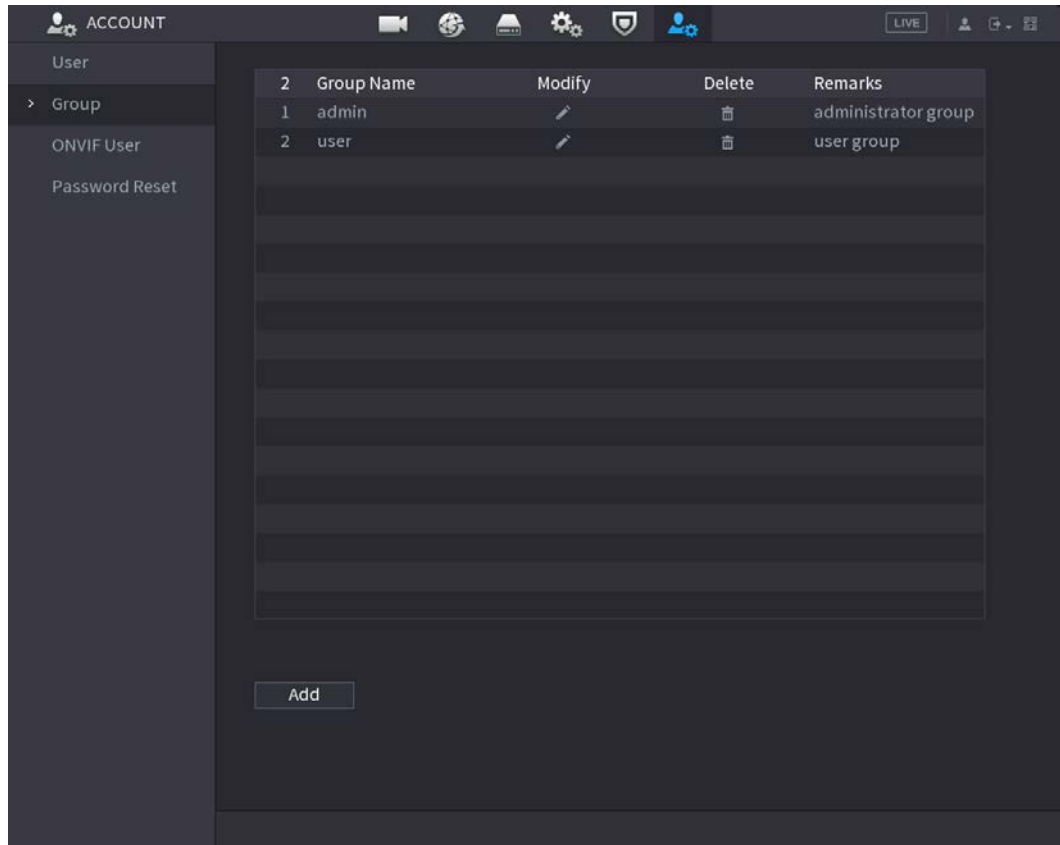 ACCOUNT
LIVE
User
Group
ONVIF User
Password Reset
2 Group Name Modify Delete Remarks
1 admin administrator group
2 user user group
Add